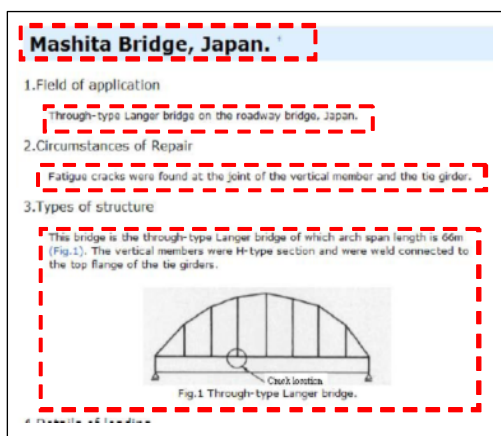 Mashita Bridge, Japan.
1.Field of application
Through-type Langer bridge on the roadway bridge, Japan.
2.Circumstances of Repair
Fatigue cracks were found at the joint of the vertical member and the tie girder.
3.Types of structure
This bridge is the through-type Langer bridge of which arch span length is 66m
(Fig.1). The vertical members were H-type section and were weld connected to
the top flange of the tie girders.
Crack location
Fig.1 Through-type Langer bridge.
4.Details of loading